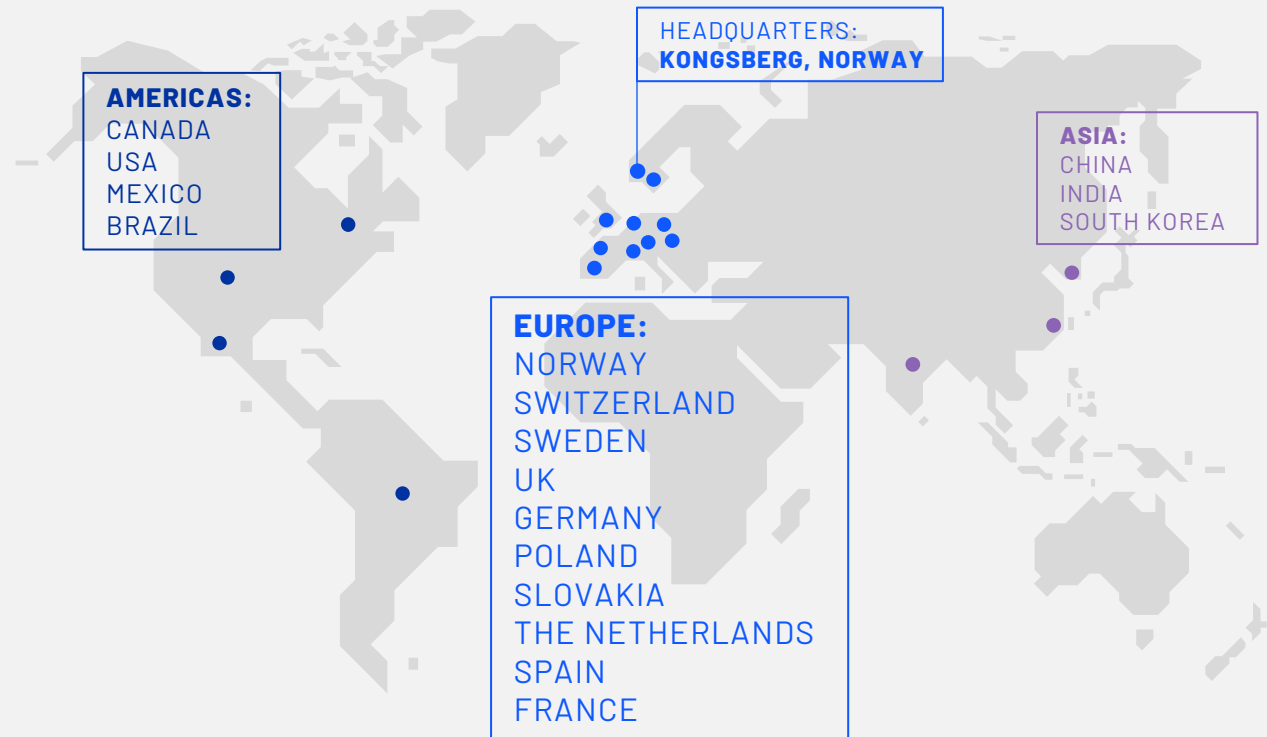 HEADQUARTERS:
KONGSBERG, NORWAY
AMERICAS:
CANADA
USA
MEXICO
BRAZIL
ASIA:
CHINA
INDIA
SOUTH KOREA
EUROPE:
NORWAY
SWITZERLAND
SWEDEN
UK
GERMANY
POLAND
SLOVAKIA
THE NETHERLANDS
SPAIN
FRANCE